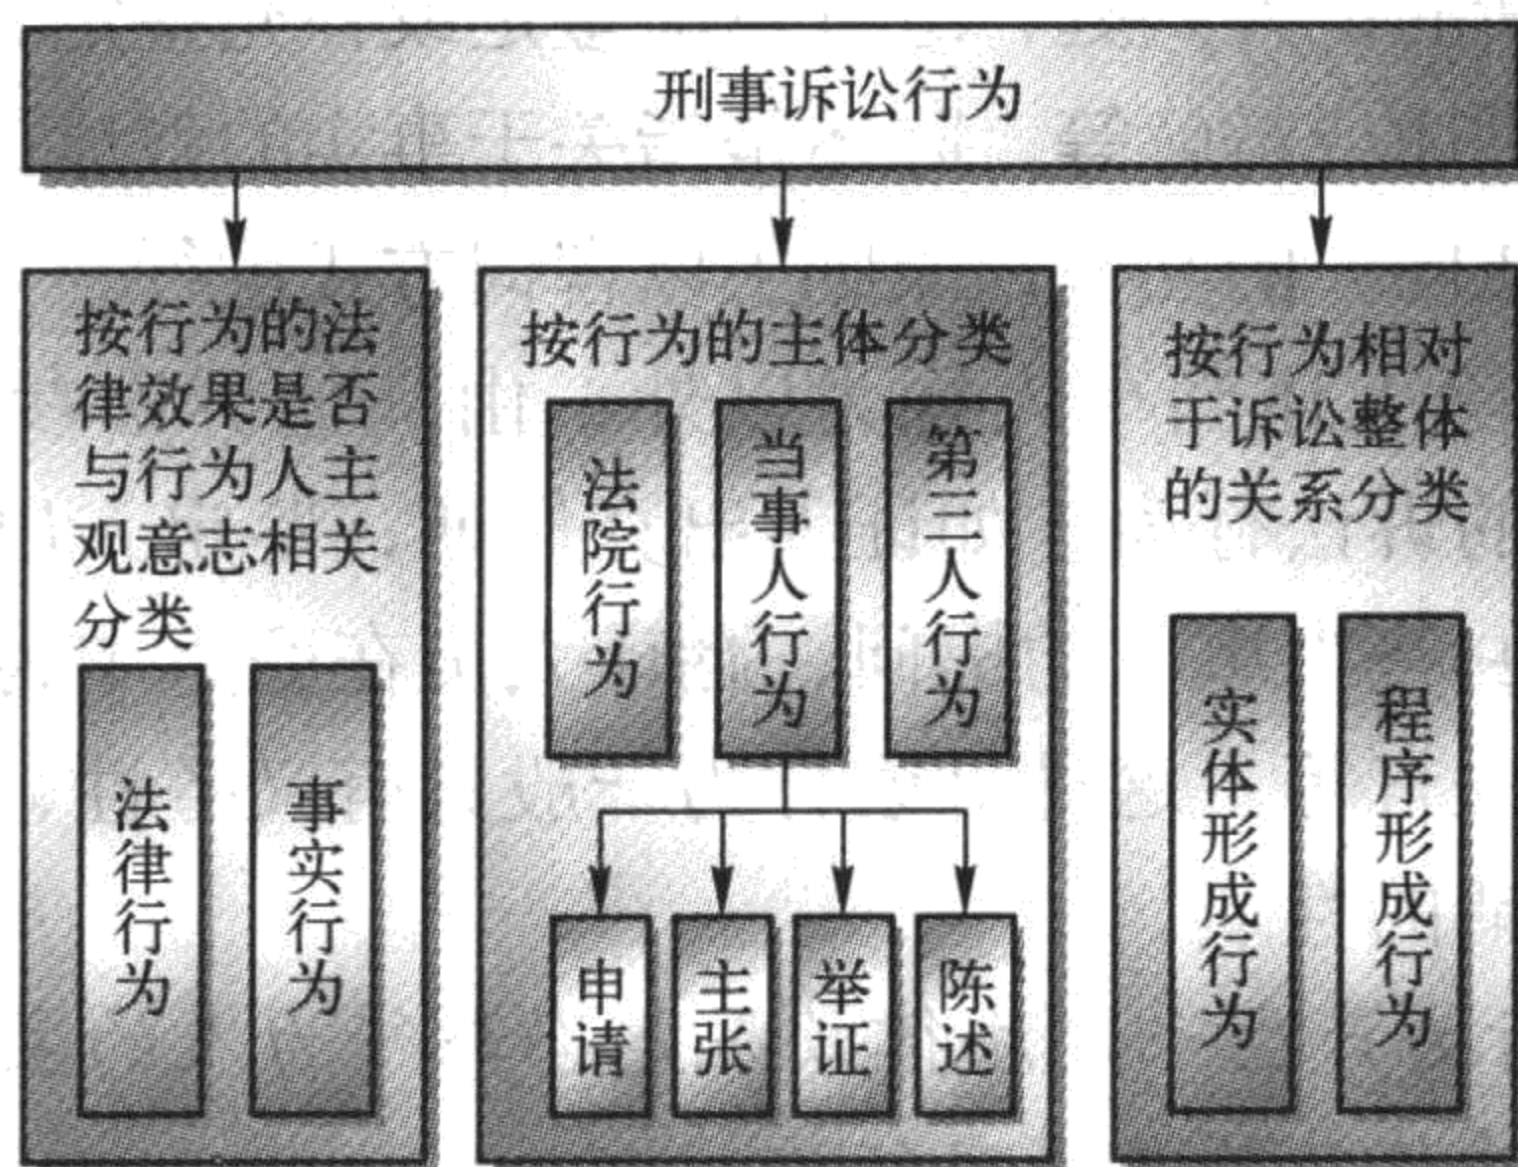 刑事诉讼行为
按行为的法
律效果是否
与行为人主
观意志相关
分类
法律行为
事实行为
按行为的主体分类
法院行为
当事人行为
第三人行为
申请
主张
举证
陈述
按行为相对
于诉讼整体
的关系分类
实体形成行为
程序形成行为